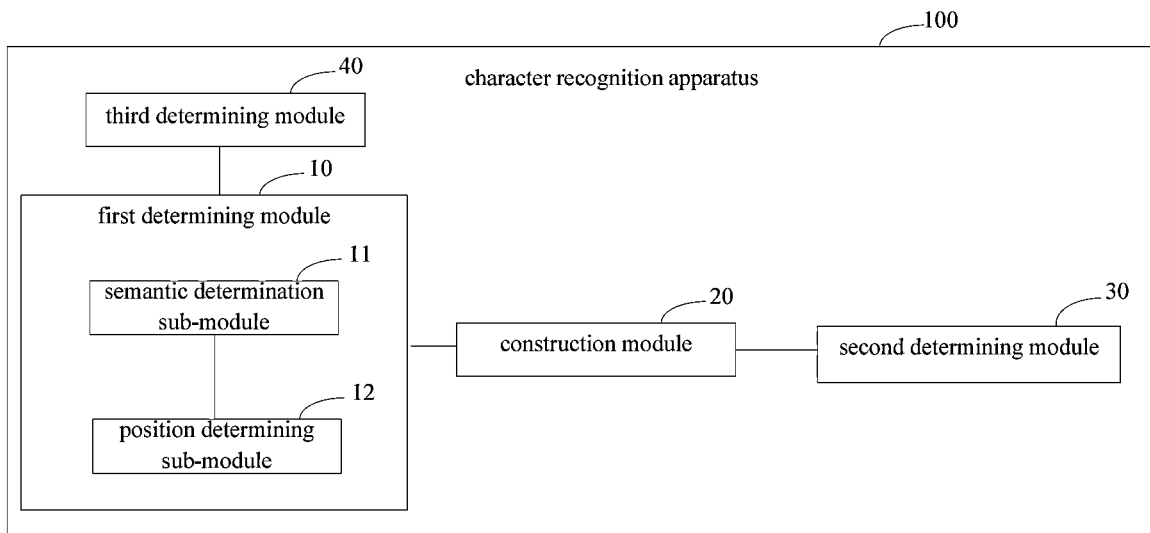 100
character recognition apparatus
40
third determining module
10
first determining module
11
semantic determination
sub-module
20
construction module
30
second determining module
12
position determining
sub-module